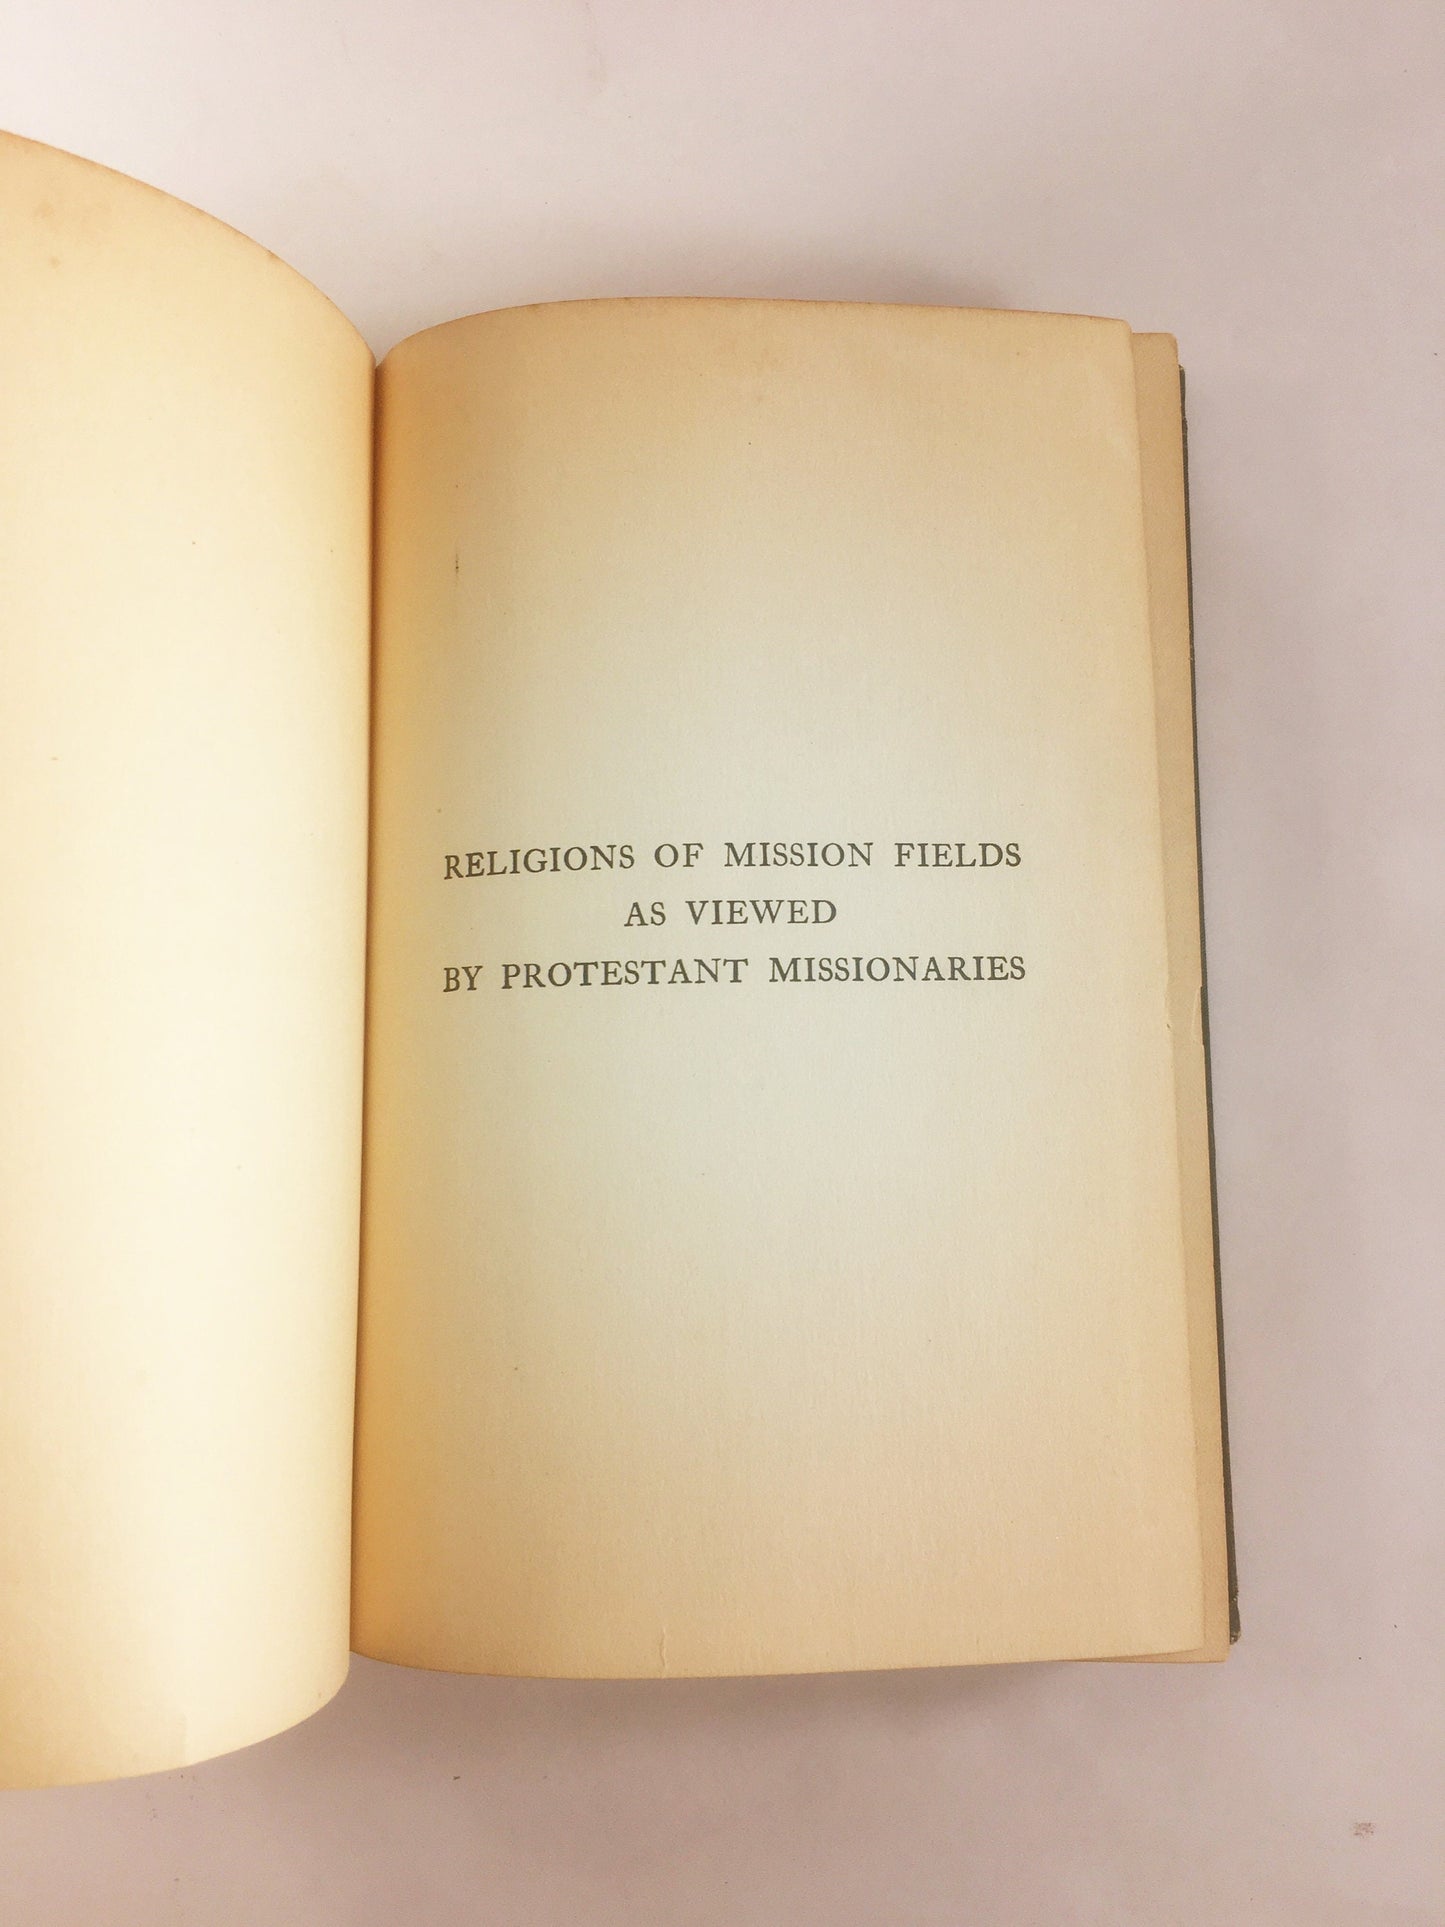 RELIGIONS OF MISSION FIELDS
AS VIEWED
BY PROTESTANT MISSIONARIES